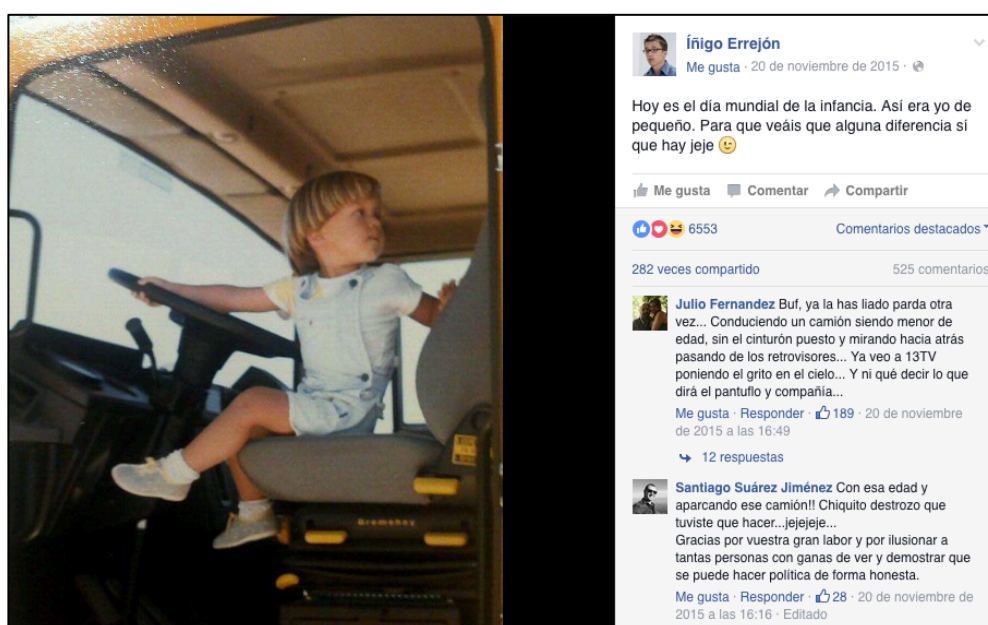 Íñigo Errejón
Me gusta · 20 de noviembre de 2015 ·
Hoy es el día mundial de la infancia. Así era yo de
pequeño. Para que veáis que alguna diferencia sí
que hay jeje 😉
Me gusta Comentar Compartir
6553 Comentarios destacados
282 veces compartido 525 comentarios
Julio Fernandez Buf, ya la has liado parda otra
vez... Conduciendo un camión siendo menor de
edad, sin el cinturón puesto y mirando hacia atrás
pasando de los retrovisores... Ya veo a 13TV
poniendo el grito en el cielo... Y ni qué decir lo que
dirá el pantuflo y compañía...
Me gusta · Responder · 189 · 20 de noviembre
de 2015 a las 16:49
12 respuestas
Santiago Suárez Jiménez Con esa edad y
aparcando ese camión!! Chiquito destrozo que
tuviste que hacer...jejejeje...
Gracias por vuestra gran labor y por ilusionar a
tantas personas con ganas de ver y demostrar que
se puede hacer política de forma honesta.
Me gusta · Responder · 28 · 20 de noviembre de
2015 a las 16:16 · Editado